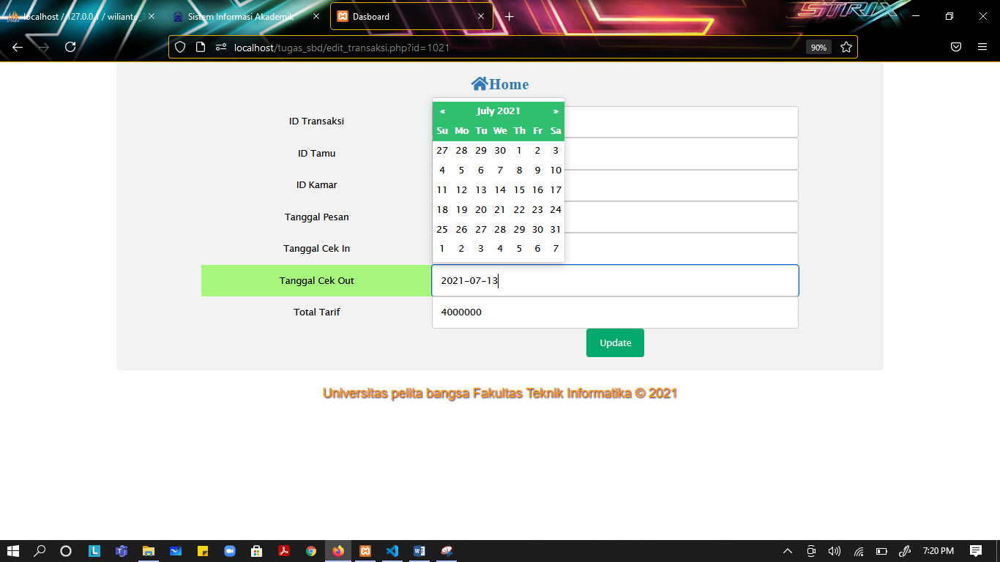 localhost / 127.0.0.1 / wilianto_
Sistem Informasi Akademik
Dasboard
localhost/tugas_sbd/edit_transaksi.php?id=1021
90%
Home
ID Transaksi
ID Tamu
ID Kamar
Tanggal Pesan
Tanggal Cek In
« July 2021 »
Su Mo Tu We Th Fr Sa
27 28 29 30 1 2 3
4 5 6 7 8 9 10
11 12 13 14 15 16 17
18 19 20 21 22 23 24
25 26 27 28 29 30 31
1 2 3 4 5 6 7
Tanggal Cek Out 2021-07-13
Total Tarif 4000000
Update
Universitas pelita bangsa Fakultas Teknik Informatika © 2021
7:20 PM